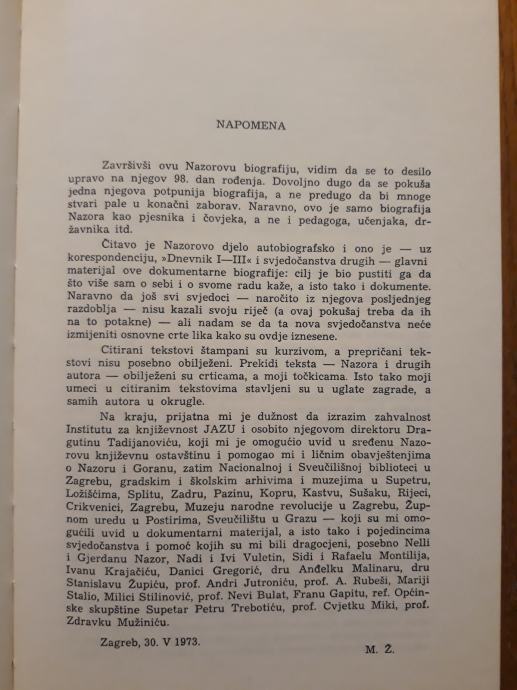 NAPOMENA
Završivši ovu Nazorovu biografiju, vidim da se to desilo
upravo na njegov 98. dan rođenja. Dovoljno dugo da se pokuša
jedna njegova potpunija biografija, a ne predugo da bi mnoge
stvari pale u konačni zaborav. Naravno, ovo je samo biografija
Nazora kao pjesnika i čovjeka, a ne i pedagoga, učenjaka, dr-
žavnika itd.
Čitavo je Nazorovo djelo autobiografsko i ono je — uz
korespondenciju, »Dnevnik I—III« i svjedočanstva drugih — glavni
materijal ove dokumentarne biografije: cilj je bio pustiti ga da
što više sam o sebi i o svome radu kaže, a isto tako i dokumente.
Naravno da još svi svjedoci — naročito iz njegova posljednjeg
razdoblja — nisu kazali svoju riječ (a ovaj pokušaj treba da ih
na to potakne) — ali nadam se da ta nova svjedočanstva neće
izmijeniti osnovne crte lika kako su ovdje iznesene.
Citirani tekstovi štampani su kurzivom, a prepričani tek-
stovi nisu posebno obilježeni. Prekidi teksta — Nazora i drugih
autora — obilježeni su crticama, a moji točkicama. Isto tako moji
umeci u citiranim tekstovima stavljeni su u uglate zagrade, a
samih autora u okrugle.
Na kraju, prijatna mi je dužnost da izrazim zahvalnost
Institutu za književnost JAZU i osobito njegovom direktoru Dra-
gutinu Tadijanoviću, koji mi je omogućio uvid u sređenu Nazo-
rovu književnu ostavštinu i pomogao mi i ličnim obavještenjima
o Nazoru i Goranu, zatim Nacionalnoj i Sveučilišnoj biblioteci u
Zagrebu, gradskim i školskim arhivima i muzejima u Supetru,
Ložišćima, Splitu, Zadru, Pazinu, Kopru, Kastvu, Sušaku, Rijeci,
Crikvenici, Zagrebu, Muzeju narodne revolucije u Zagrebu, Žup-
nom uredu u Postirima, Sveučilištu u Grazu — koji su mi omo-
gućili uvid u dokumentarni materijal, a isto tako i pojedincima
svjedočanstva i pomoć kojih su mi bili dragocjeni, posebno Nelli
i Gjerdanu Nazor, Nadi i Ivi Vuletin, Sidi i Rafaelu Montilija,
Ivanu Krajačiću, Danici Gregorić, dru Anđelku Malinaru, dru
Stanislavu Župiću, prof. Andri Jutroniću, prof. A. Rubeši, Mariji
Stalio, Milici Stilinović, prof. Nevi Bulat, Franu Gapitu, ref. Općin-
ske skupštine Supetar Petru Trebotiću, prof. Cvjetku Miki, prof.
Zdravku Mužiniću.
Zagreb, 30. V 1973.
M. Ž.